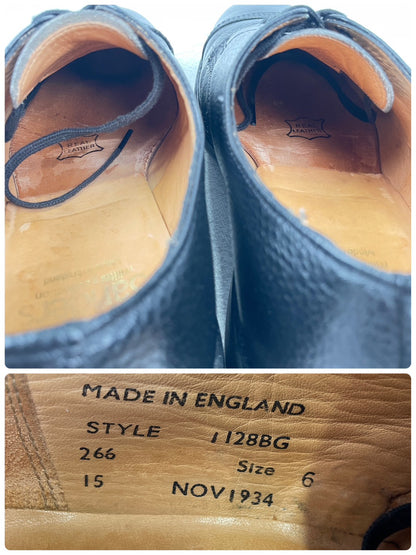 REAL
LEATHER
REAL
LEATHER
MADE IN ENGLAND
STYLE 1128BG
266 Size 6
15 NOV1934